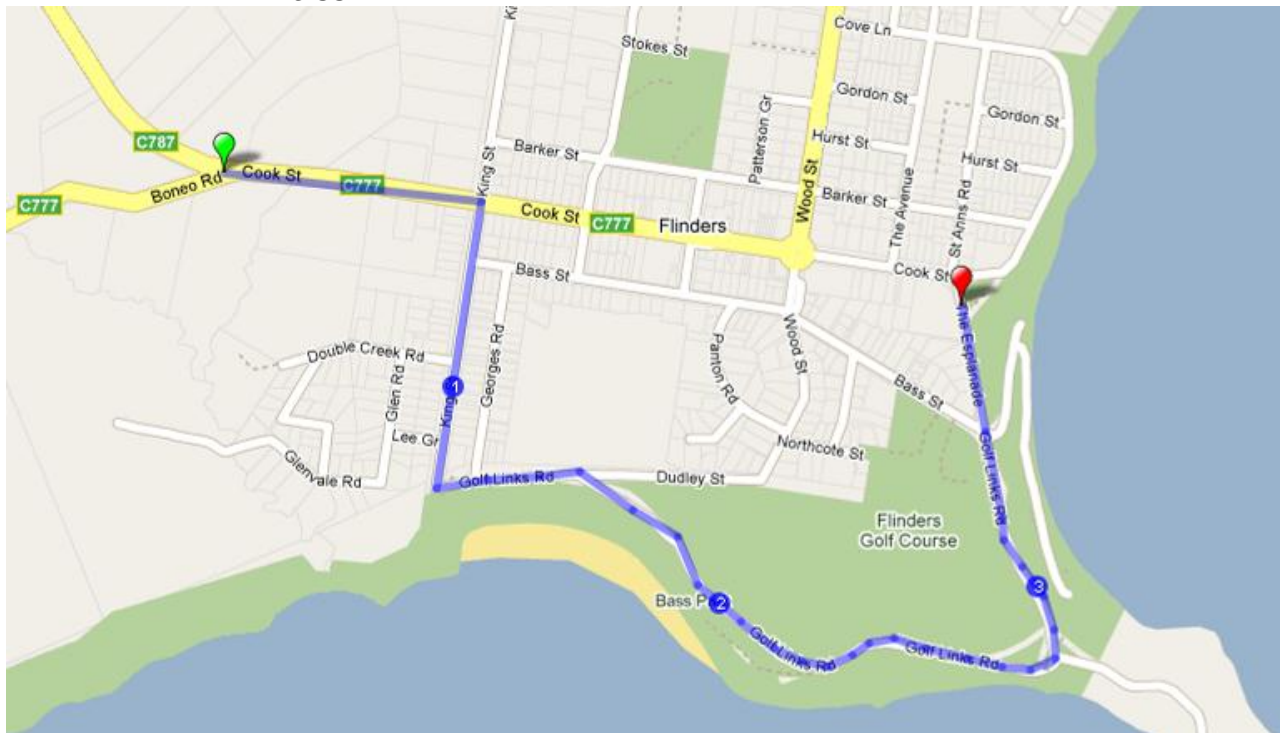 Cove Ln
Stokes St
Gordon St
Patterson Gr
Gordon St
C787
Hurst St
Barker St
Hurst St
Cook St
King St
Boneo Rd
C777
Wood St
Barker St
C777
The Avenue
St Anns Rd
Cook St
C777
Flinders
Bass St
Cook St
The Esplanade
Georges Rd
Wood St
Panton Rd
Double Creek Rd
Glen Rd
1
King
Bass St
Lee Gr
Northcote St
Glenvale Rd
Golf Links Rd
Dudley St
Golf Links Rd
Flinders
Golf Course
3
Bass P
2
Golf Links Rd
Golf Links Rd